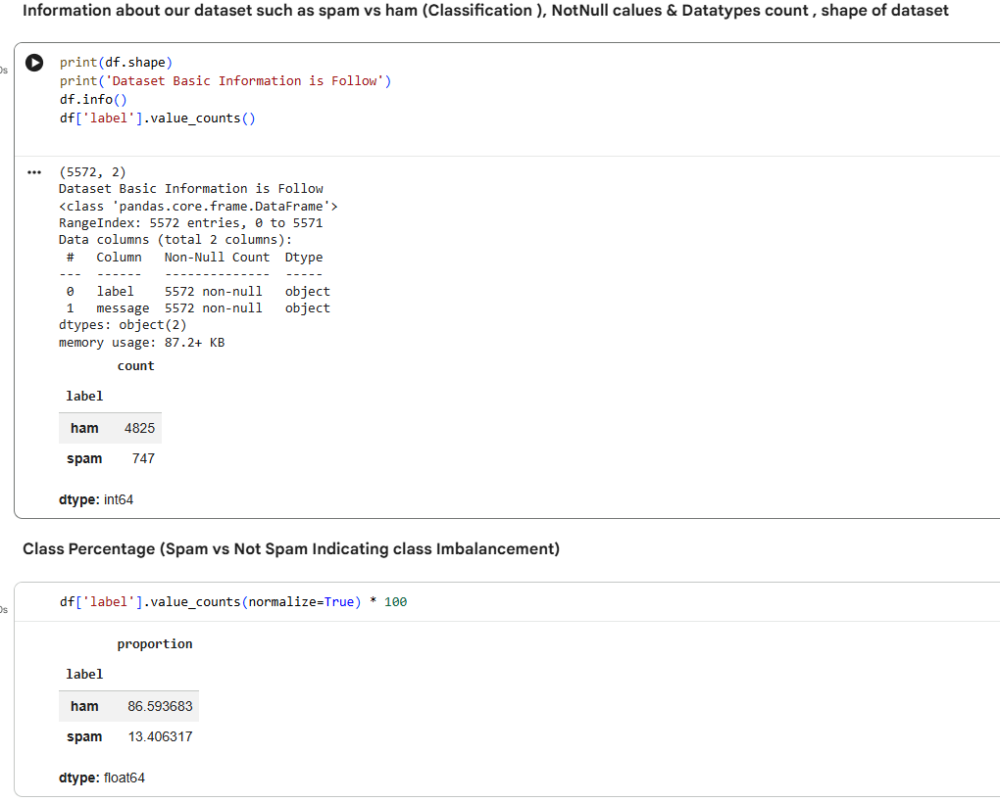 Information about our dataset such as spam vs ham (Classification ), NotNull calues & Datatypes count , shape of dataset
0s
print(df.shape)
print('Dataset Basic Information is Follow')
df.info()
df['label'].value_counts()
(5572, 2)
Dataset Basic Information is Follow
<class 'pandas.core.frame.DataFrame'>
RangeIndex: 5572 entries, 0 to 5571
Data columns (total 2 columns):
#   Column   Non-Null Count  Dtype
---  ------   --------------  -----
0   label    5572 non-null   object
1   message  5572 non-null   object
dtypes: object(2)
memory usage: 87.2+ KB
count
label
ham 4825
spam 747
dtype: int64
Class Percentage (Spam vs Not Spam Indicating class Imbalancement)
0s
df['label'].value_counts(normalize=True) * 100
proportion
label
ham 86.593683
spam 13.406317
dtype: float64